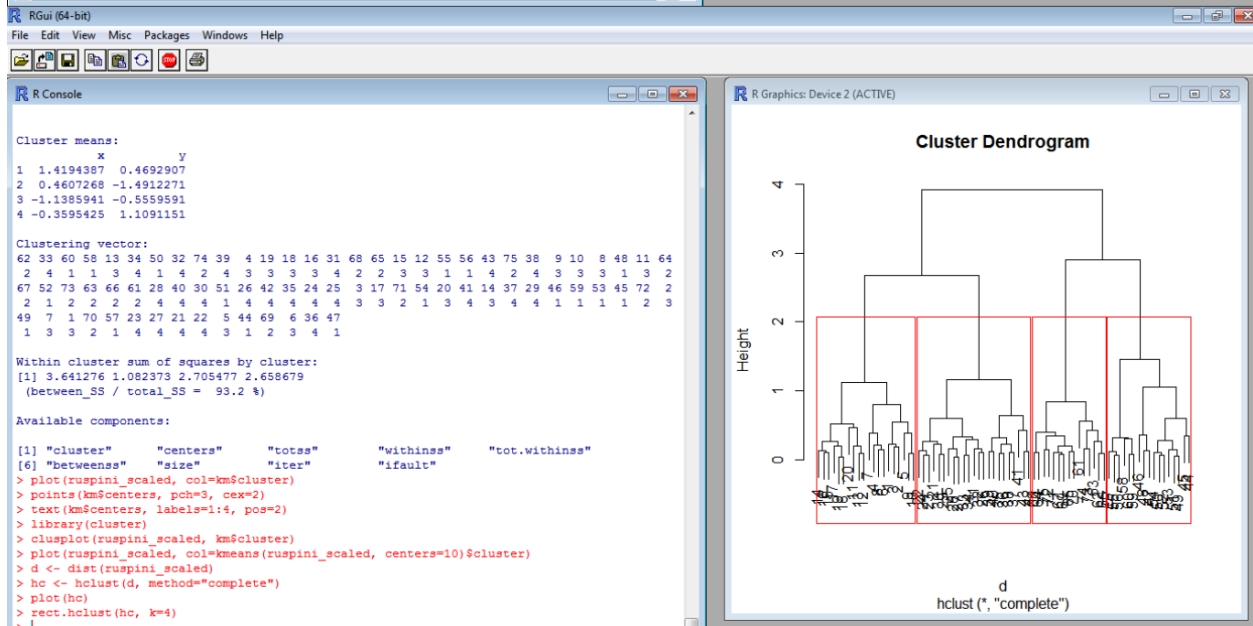 RGui (64-bit)
File Edit View Misc Packages Windows Help
STOP
R Console
Cluster means:
x y
1 1.4194387 0.4692907
2 0.4607268 -1.4912271
3 -1.1385941 -0.5559591
4 -0.3595425 1.1091151
Clustering vector:
62 33 60 58 13 34 50 32 74 39 4 19 18 16 31 68 65 15 12 55 56 43 75 38 9 10 8 48 11 64
2 4 1 1 3 4 1 4 2 4 3 3 3 3 4 2 2 3 3 1 1 4 2 4 3 3 3 1 3 2
67 52 73 63 66 61 28 40 30 51 26 42 35 24 25 3 17 71 54 20 41 14 37 29 46 59 53 45 72 2
2 1 2 2 2 2 4 4 4 1 4 4 4 4 4 3 3 2 1 3 4 3 4 4 1 1 1 1 2 3
49 7 1 70 57 23 27 21 22 5 44 69 6 36 47
1 3 3 2 1 4 4 4 4 3 1 2 3 4 1
Within cluster sum of squares by cluster:
[1] 3.641276 1.082373 2.705477 2.658679
(between_SS / total_SS = 93.2 %)
Available components:
[1] "cluster" "centers" "totss" "withinss" "tot.withinss"
[6] "betweenss" "size" "iter" "ifault"
> plot(ruspini_scaled, col=km$cluster)
> points(km$centers, pch=3, cex=2)
> text(km$centers, labels=1:4, pos=2)
> library(cluster)
> clusplot(ruspini_scaled, km$cluster)
> plot(ruspini_scaled, col=kmeans(ruspini_scaled, centers=10)$cluster)
> d <- dist(ruspini_scaled)
> hc <- hclust(d, method="complete")
> plot(hc)
> rect.hclust(hc, k=4)
>
R Graphics: Device 2 (ACTIVE)
Cluster Dendrogram
Height
4
3
2
1
0
20
7
5
41
61
58
46
45
d
hclust (*, "complete")